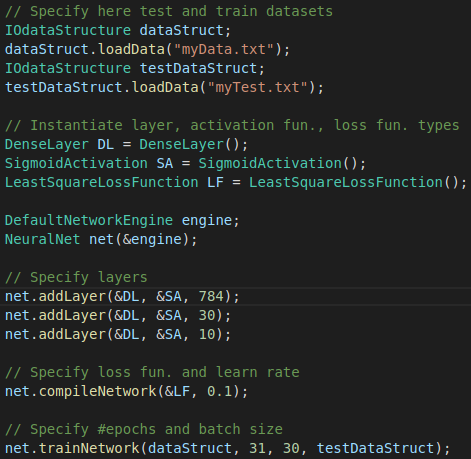 // Specify here test and train datasets
IOdataStructure dataStruct;
dataStruct.loadData("myData.txt");
IOdataStructure testDataStruct;
testDataStruct.loadData("myTest.txt");
// Instantiate layer, activation fun., loss fun. types
DenseLayer DL = DenseLayer();
SigmoidActivation SA = SigmoidActivation();
LeastSquareLossFunction LF = LeastSquareLossFunction();
DefaultNetworkEngine engine;
NeuralNet net(&engine);
// Specify layers
net.addLayer(&DL, &SA, 784);
net.addLayer(&DL, &SA, 30);
net.addLayer(&DL, &SA, 10);
// Specify loss fun. and learn rate
net.compileNetwork(&LF, 0.1);
// Specify #epochs and batch size
net.trainNetwork(dataStruct, 31, 30, testDataStruct);